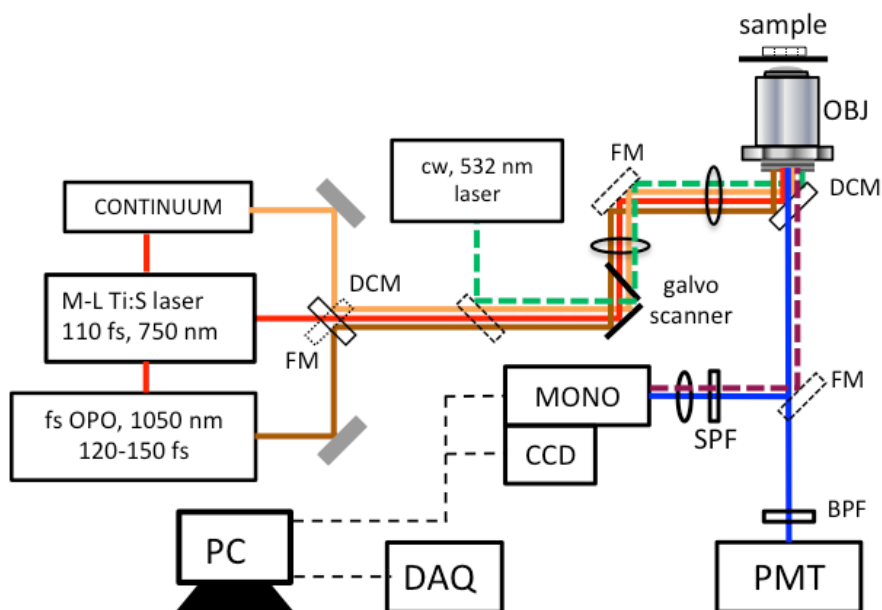 sample
OBJ
FM
cw, 532 nm
laser
DCM
CONTINUUM
DCM
galvo
scanner
M-L Ti:S laser
110 fs, 750 nm
FM
FM
MONO
fs OPO, 1050 nm
120-150 fs
SPF
CCD
BPF
PC
DAQ
PMT